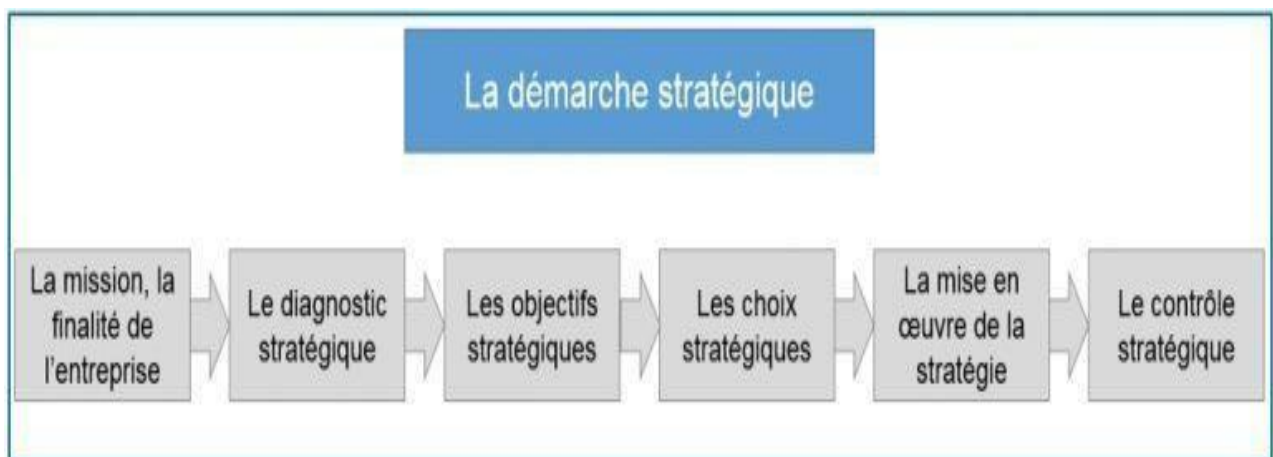 La démarche stratégique
La mission, la
finalité de
l'entreprise
Le diagnostic
stratégique
Les objectifs
stratégiques
Les choix
stratégiques
La mise en
œuvre de la
stratégie
Le contrôle
stratégique